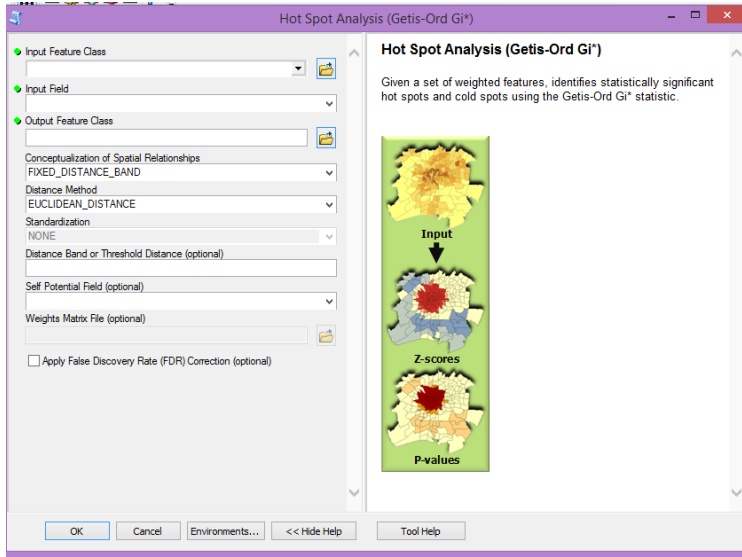 Hot Spot Analysis (Getis-Ord Gi*)
Input Feature Class
Input Field
Output Feature Class
Conceptualization of Spatial Relationships
FIXED_DISTANCE_BAND
Distance Method
EUCLIDEAN_DISTANCE
Standardization
NONE
Distance Band or Threshold Distance (optional)
Self Potential Field (optional)
Weights Matrix File (optional)
Apply False Discovery Rate (FDR) Correction (optional)
Hot Spot Analysis (Getis-Ord Gi*)
Given a set of weighted features, identifies statistically significant
hot spots and cold spots using the Getis-Ord Gi* statistic.
Input
Z-scores
P-values
OK
Cancel
Environments...
<< Hide Help
Tool Help